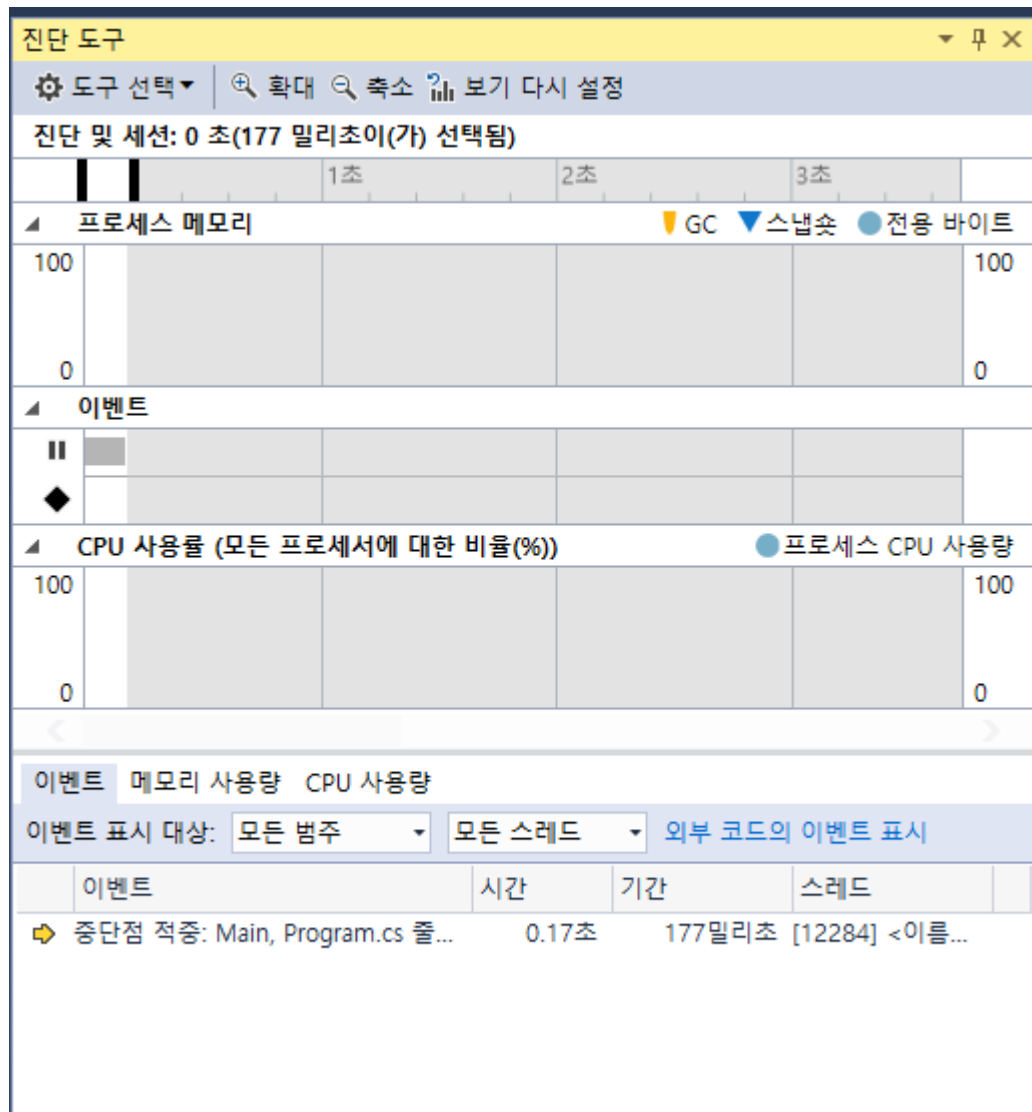 진단 도구
도구 선택 확대 축소 보기 다시 설정
진단 및 세션: 0 초(177 밀리초이(가) 선택됨)
1초 2초 3초
프로세스 메모리 GC 스냅숏 전용 바이트
100 100
0 0
이벤트
CPU 사용률 (모든 프로세서에 대한 비율(%)) 프로세스 CPU 사용량
100 100
0 0
이벤트 메모리 사용량 CPU 사용량
이벤트 표시 대상: 모든 범주 모든 스레드 외부 코드의 이벤트 표시
이벤트 시간 기간 스레드
중단점 적중: Main, Program.cs 줄... 0.17초 177밀리초 [12284] <이름...